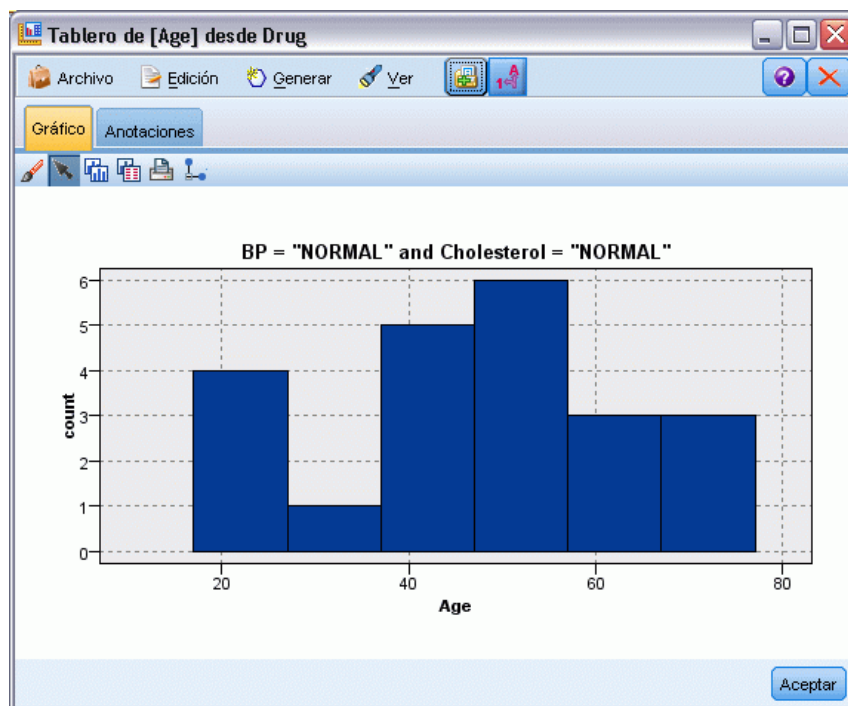 Tablero de [Age] desde Drug
Archivo Edición Generar Ver
Gráfico Anotaciones
BP = "NORMAL" and Cholesterol = "NORMAL"
6
5
4
3
2
1
0
count
20 40 60 80
Age
Aceptar